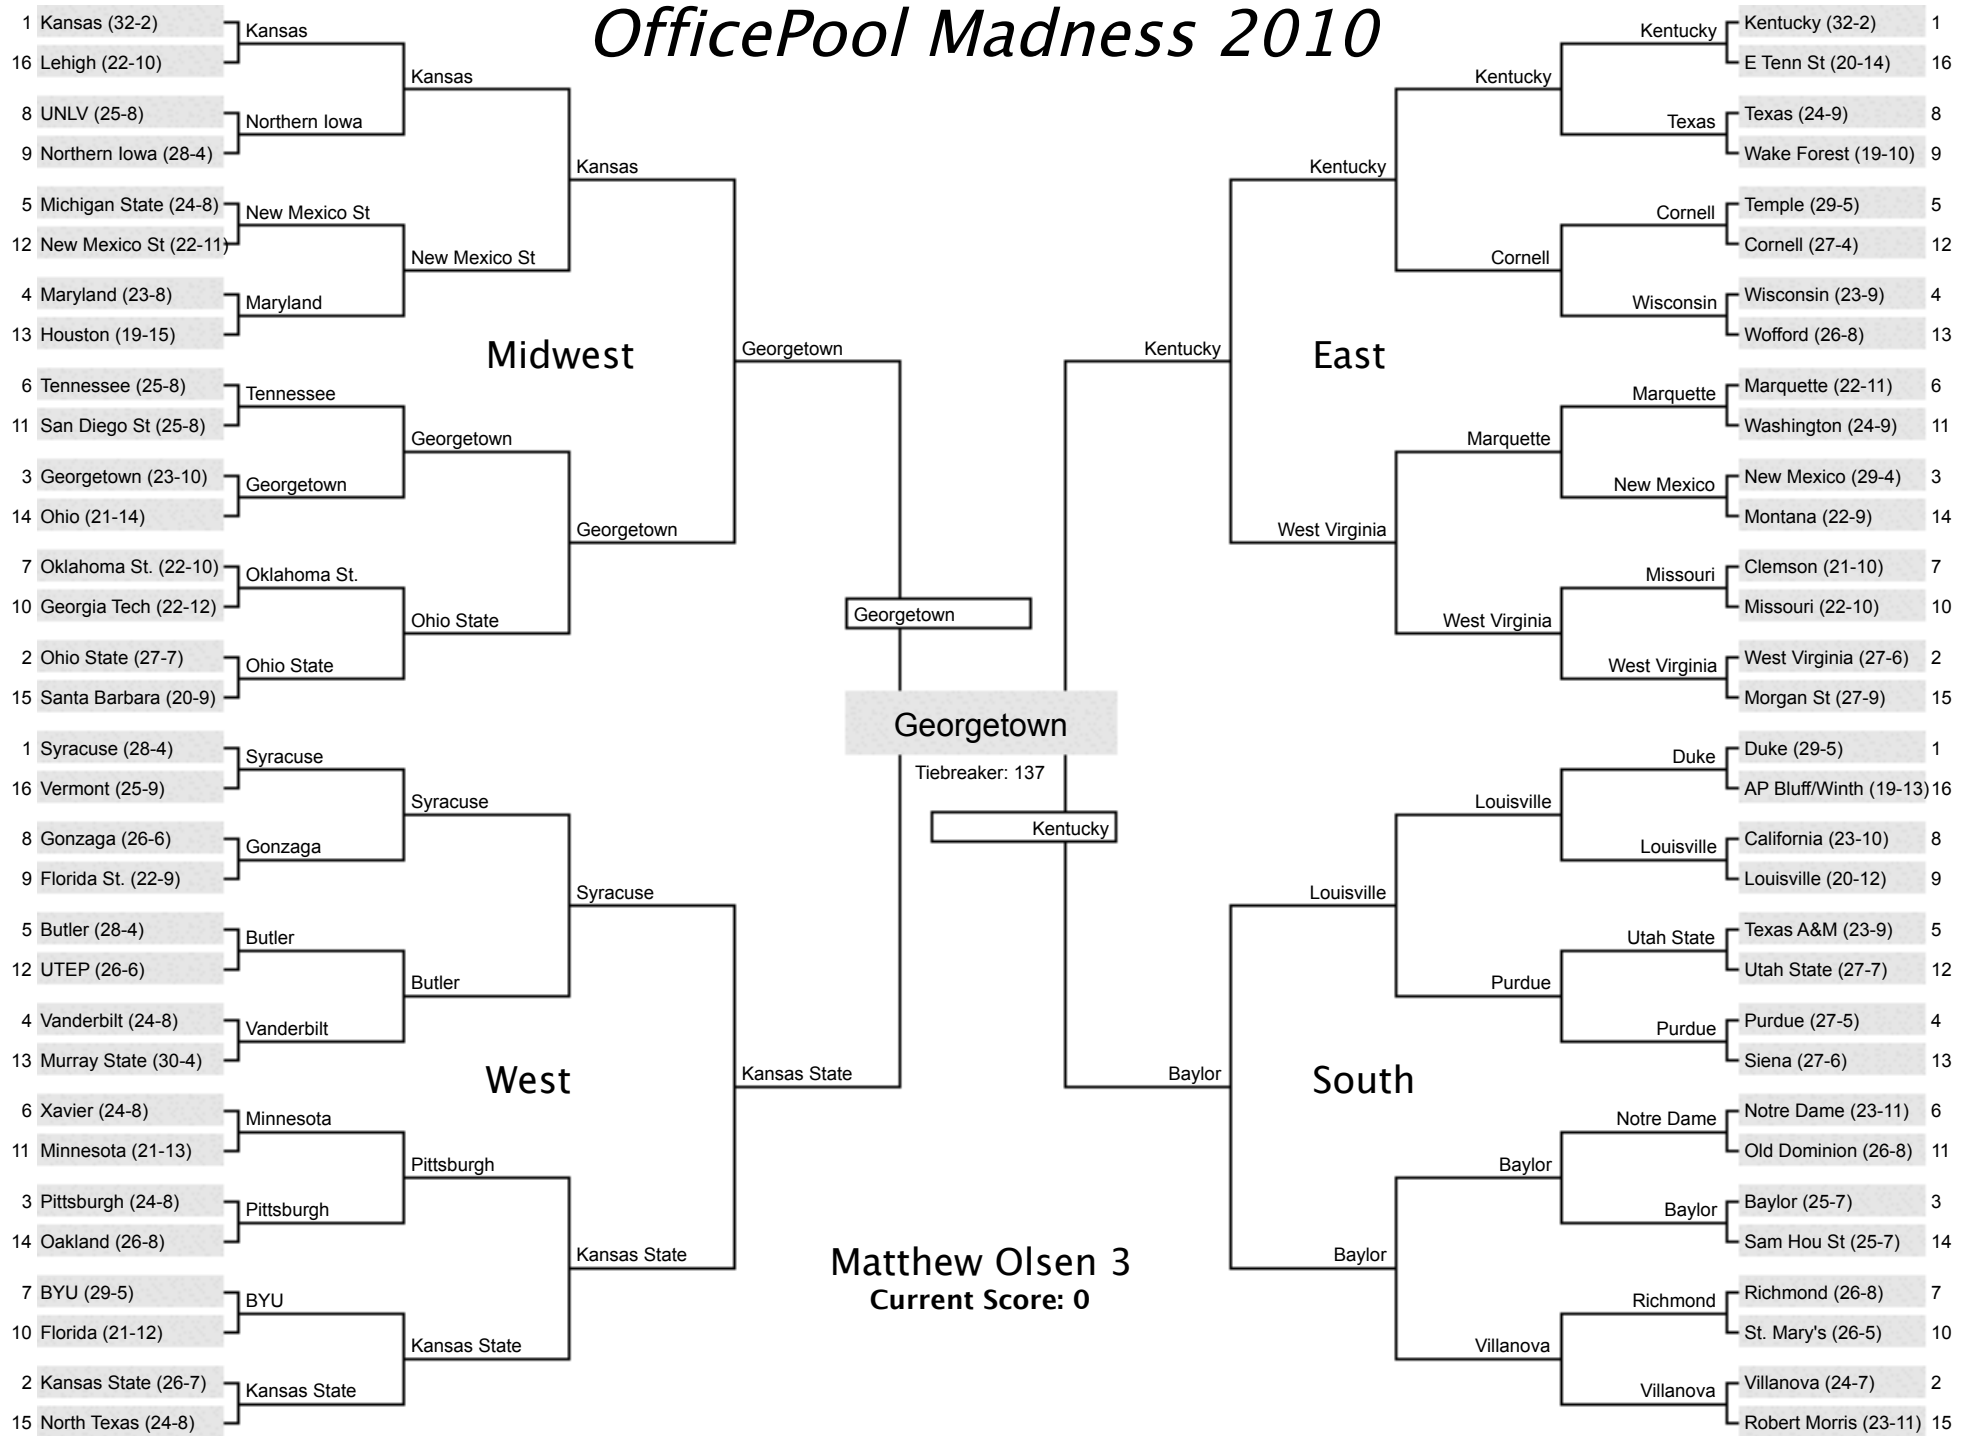 OfficePool Madness 2010
1 Kansas (32-2)
Kansas
16 Lehigh (22-10)
Kansas
8 UNLV (25-8)
Northern Iowa
9 Northern Iowa (28-4)
Kansas
5 Michigan State (24-8)
New Mexico St
12 New Mexico St (22-11)
New Mexico St
4 Maryland (23-8)
Maryland
13 Houston (19-15)
Midwest
Georgetown
6 Tennessee (25-8)
Tennessee
11 San Diego St (25-8)
Georgetown
3 Georgetown (23-10)
Georgetown
14 Ohio (21-14)
Georgetown
7 Oklahoma St. (22-10)
Oklahoma St.
10 Georgia Tech (22-12)
Ohio State
2 Ohio State (27-7)
Ohio State
15 Santa Barbara (20-9)
1 Syracuse (28-4)
Syracuse
16 Vermont (25-9)
Syracuse
8 Gonzaga (26-6)
Gonzaga
9 Florida St. (22-9)
Syracuse
5 Butler (28-4)
Butler
12 UTEP (26-6)
Butler
4 Vanderbilt (24-8)
Vanderbilt
13 Murray State (30-4)
West
Kansas State
6 Xavier (24-8)
Minnesota
11 Minnesota (21-13)
Pittsburgh
3 Pittsburgh (24-8)
Pittsburgh
14 Oakland (26-8)
Kansas State
7 BYU (29-5)
BYU
10 Florida (21-12)
Kansas State
2 Kansas State (26-7)
Kansas State
15 North Texas (24-8)
Georgetown
Georgetown
Tiebreaker: 137
Kentucky
Matthew Olsen 3
Current Score: 0
Kentucky (32-2) 1
Kentucky
E Tenn St (20-14) 16
Kentucky
Texas (24-9) 8
Texas
Wake Forest (19-10) 9
Kentucky
Temple (29-5) 5
Cornell
Cornell (27-4) 12
Cornell
Wisconsin (23-9) 4
Wisconsin
Wofford (26-8) 13
Kentucky
East
Marquette (22-11) 6
Marquette
Washington (24-9) 11
Marquette
New Mexico (29-4) 3
New Mexico
Montana (22-9) 14
West Virginia
Clemson (21-10) 7
Missouri
Missouri (22-10) 10
West Virginia
West Virginia (27-6) 2
West Virginia
Morgan St (27-9) 15
Duke (29-5) 1
Duke
AP Bluff/Winth (19-13) 16
Louisville
California (23-10) 8
Louisville
Louisville (20-12) 9
Louisville
Texas A&M (23-9) 5
Utah State
Utah State (27-7) 12
Purdue
Purdue (27-5) 4
Purdue
Siena (27-6) 13
Baylor
South
Notre Dame (23-11) 6
Notre Dame
Old Dominion (26-8) 11
Baylor
Baylor (25-7) 3
Baylor
Sam Hou St (25-7) 14
Baylor
Richmond (26-8) 7
Richmond
St. Mary's (26-5) 10
Villanova
Villanova (24-7) 2
Villanova
Robert Morris (23-11) 15